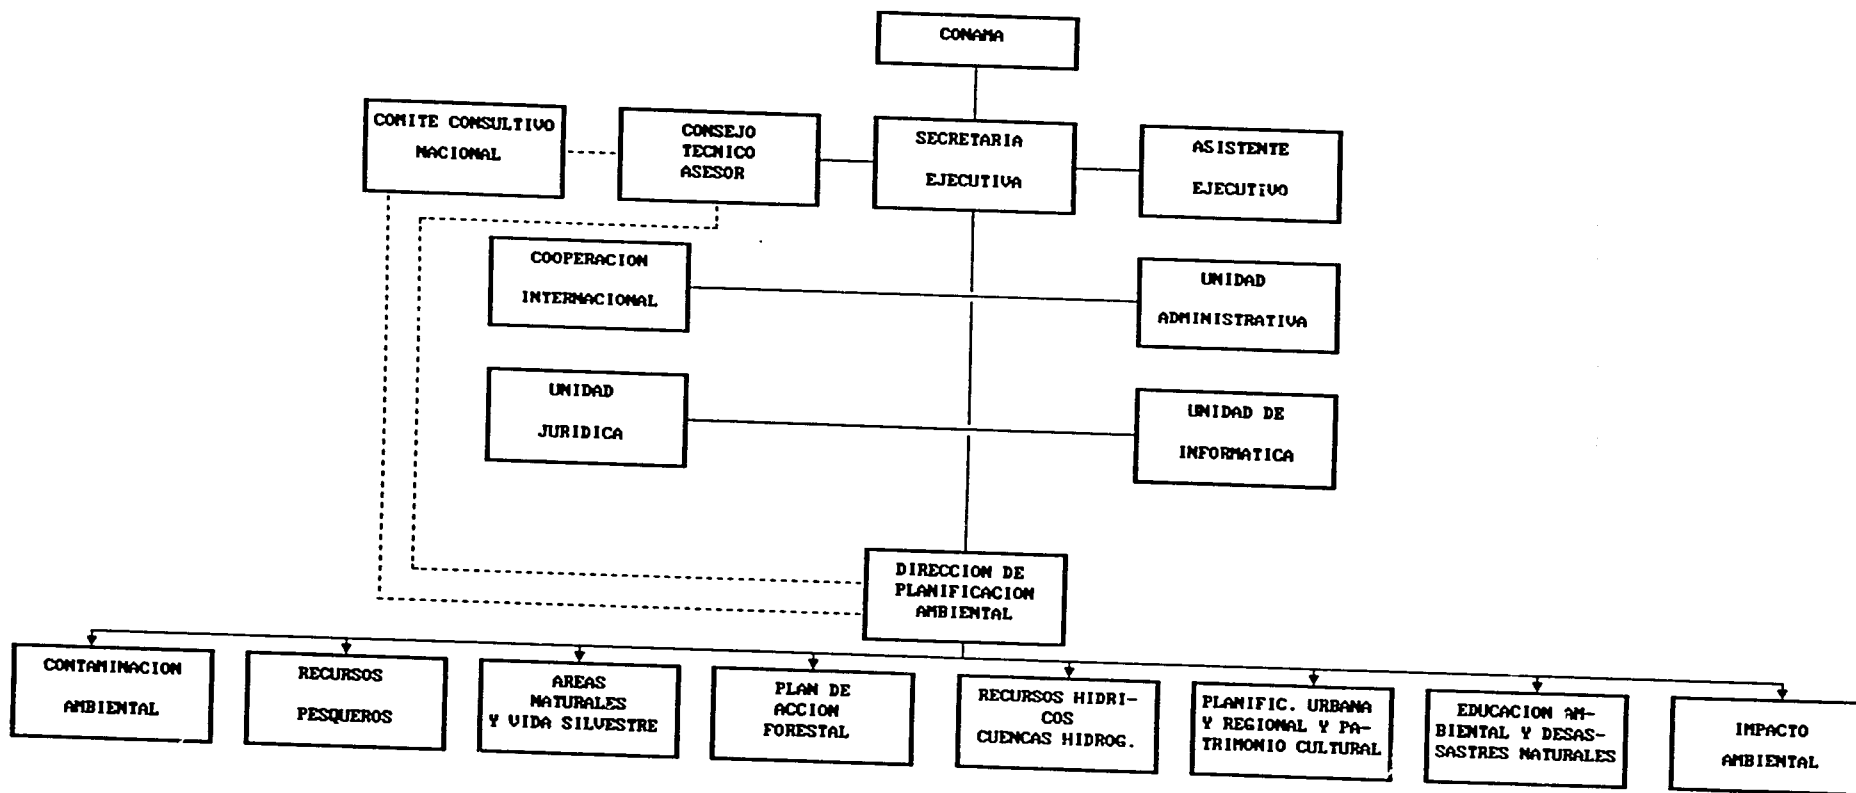 CONAMA
COMITE CONSULTIVO
NACIONAL
CONSEJO
TECNICO
ASESOR
SECRETARIA
EJECUTIVA
ASISTENTE
EJECUTiVO
COOPERACION
INTERNACIONAL
UNIDAD
ADMINISTRATIVA
UNIDAD
JURIDICA
UNIDAD DE
INFORMATICA
DIRECCION DE
PLANIFICACION
AMBIENTAL
CONTAMINACION
AMBIENTAL
RECURSOS
PESQUEROS
AREAS
NATURALES
Y VIDA SILVESTRE
PLAN DE
ACCION
FORESTAL
RECURSOS HIDRI-
COS
CUENCAS HIDROG.
PLANIFIC. URBANA
Y REGIONAL Y PA-
TRIMONIO CULTURAL
EDUCACION AM-
BIENTAL Y DESAS-
SASTRES NATURALES
IMPACTO
AMBIENTAL